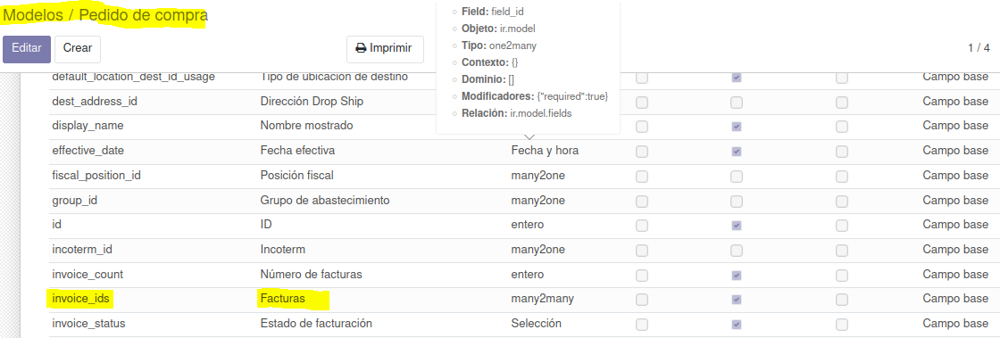 Modelos / Pedido de compra
Editar Crear Imprimir 1 / 4
Field: field_id
Objeto: ir.model
Tipo: one2many
Contexto: {}
Dominio: []
Modificadores: {"required":true}
Relación: ir.model.fields
default_location_dest_id_usage Tipo de ubicación de destino Campo base
dest_address_id Dirección Drop Ship Campo base
display_name Nombre mostrado Campo base
effective_date Fecha efectiva Fecha y hora Campo base
fiscal_position_id Posición fiscal many2one Campo base
group_id Grupo de abastecimiento many2one Campo base
id ID entero Campo base
incoterm_id Incoterm many2one Campo base
invoice_count Número de facturas entero Campo base
invoice_ids Facturas many2many Campo base
invoice_status Estado de facturación Selección Campo base